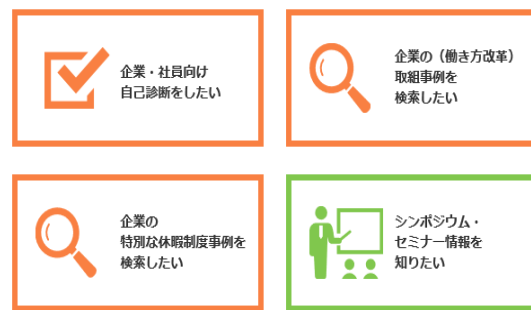 企業・社員向け
自己診断をしたい
企業の（働き方改革）
取組事例を
検索したい
企業の
特別な休暇制度事例を
検索したい
シンポジウム・
セミナー情報を
知りたい